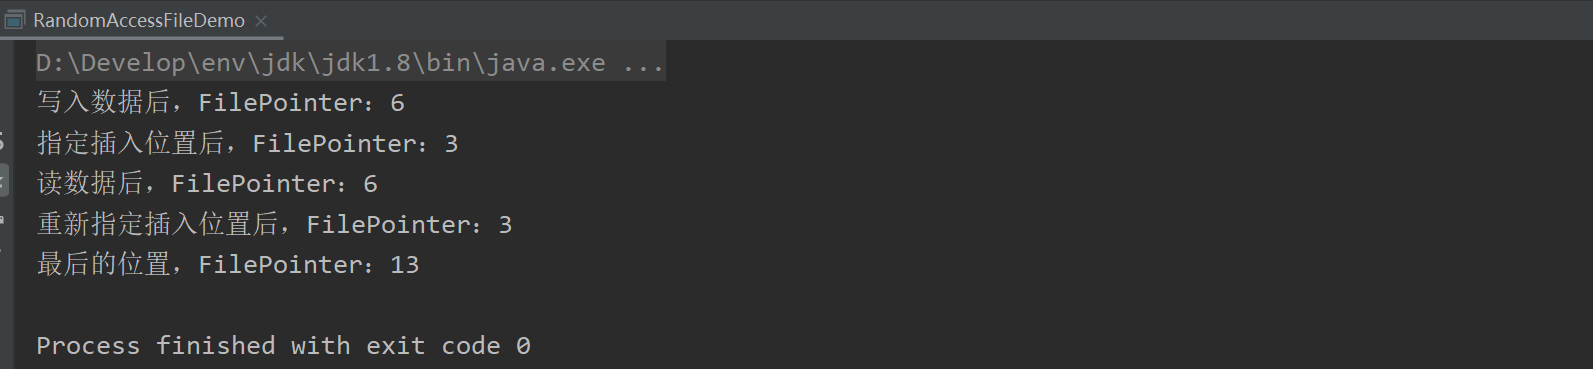 RandomAccessFileDemo
D:\Develop\env\jdk\jdk1.8\bin\java.exe ...
写入数据后，FilePointer：6
指定插入位置后，FilePointer：3
读数据后，FilePointer：6
重新指定插入位置后，FilePointer：3
最后的位置，FilePointer：13
Process finished with exit code 0